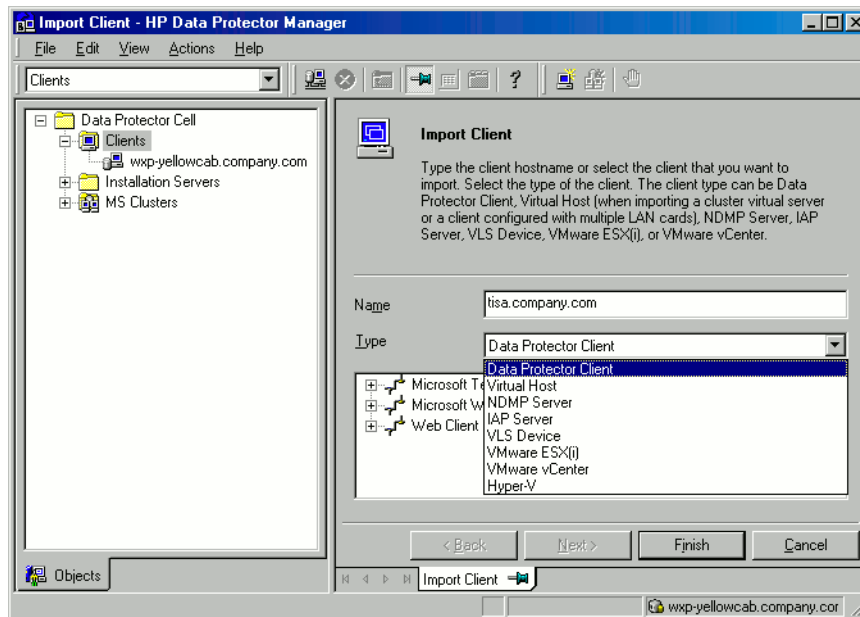 Import Client - HP Data Protector Manager
File Edit View Actions Help
Clients
Data Protector Cell
Clients
wxp-yellowcab.company.com
Installation Servers
MS Clusters
Objects
Import Client
Type the client hostname or select the client that you want to
import. Select the type of the client. The client type can be Data
Protector Client, Virtual Host (when importing a cluster virtual server
or a client configured with multiple LAN cards), NDMP Server, IAP
Server, VLS Device, VMware ESX(i), or VMware vCenter.
Name tisa.company.com
Type Data Protector Client
Data Protector Client
Virtual Host
NDMP Server
IAP Server
VLS Device
VMware ESX(i)
VMware vCenter
Hyper-V
Microsoft T
Microsoft W
Web Client
< Back Next > Finish Cancel
Import Client
wxp-yellowcab.company.cor